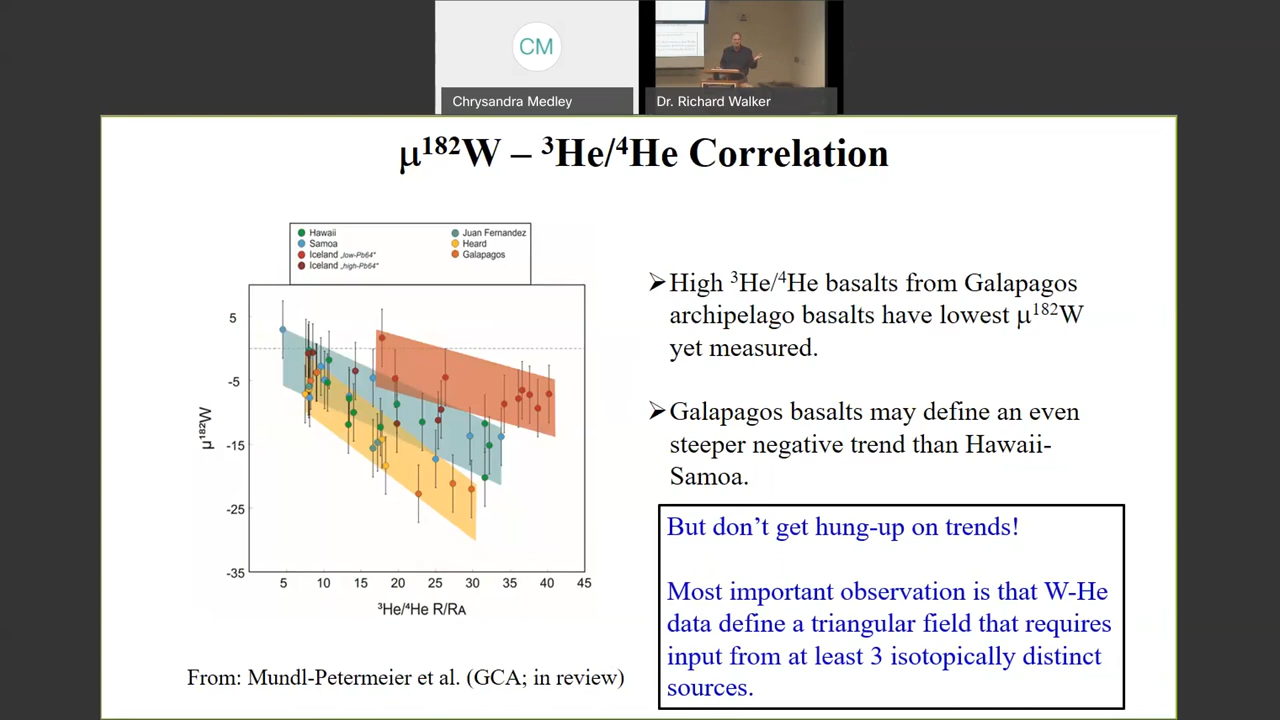 CM
Chrysandra Medley
Dr. Richard Walker
μ¹⁸²W – ³He/⁴He Correlation
Hawaii
Samoa
Iceland „low-Pb64"
Iceland „high-Pb64"
Juan Fernandez
Heard
Galapagos
5
-5
-15
-25
-35
μ¹⁸²W
5 10 15 20 25 30 35 40 45
³He/⁴He R/RA
From: Mundl-Petermeier et al. (GCA; in review)
➢High ³He/⁴He basalts from Galapagos
archipelago basalts have lowest μ¹⁸²W
yet measured.
➢Galapagos basalts may define an even
steeper negative trend than Hawaii-
Samoa.
But don't get hung-up on trends!
Most important observation is that W-He
data define a triangular field that requires
input from at least 3 isotopically distinct
sources.